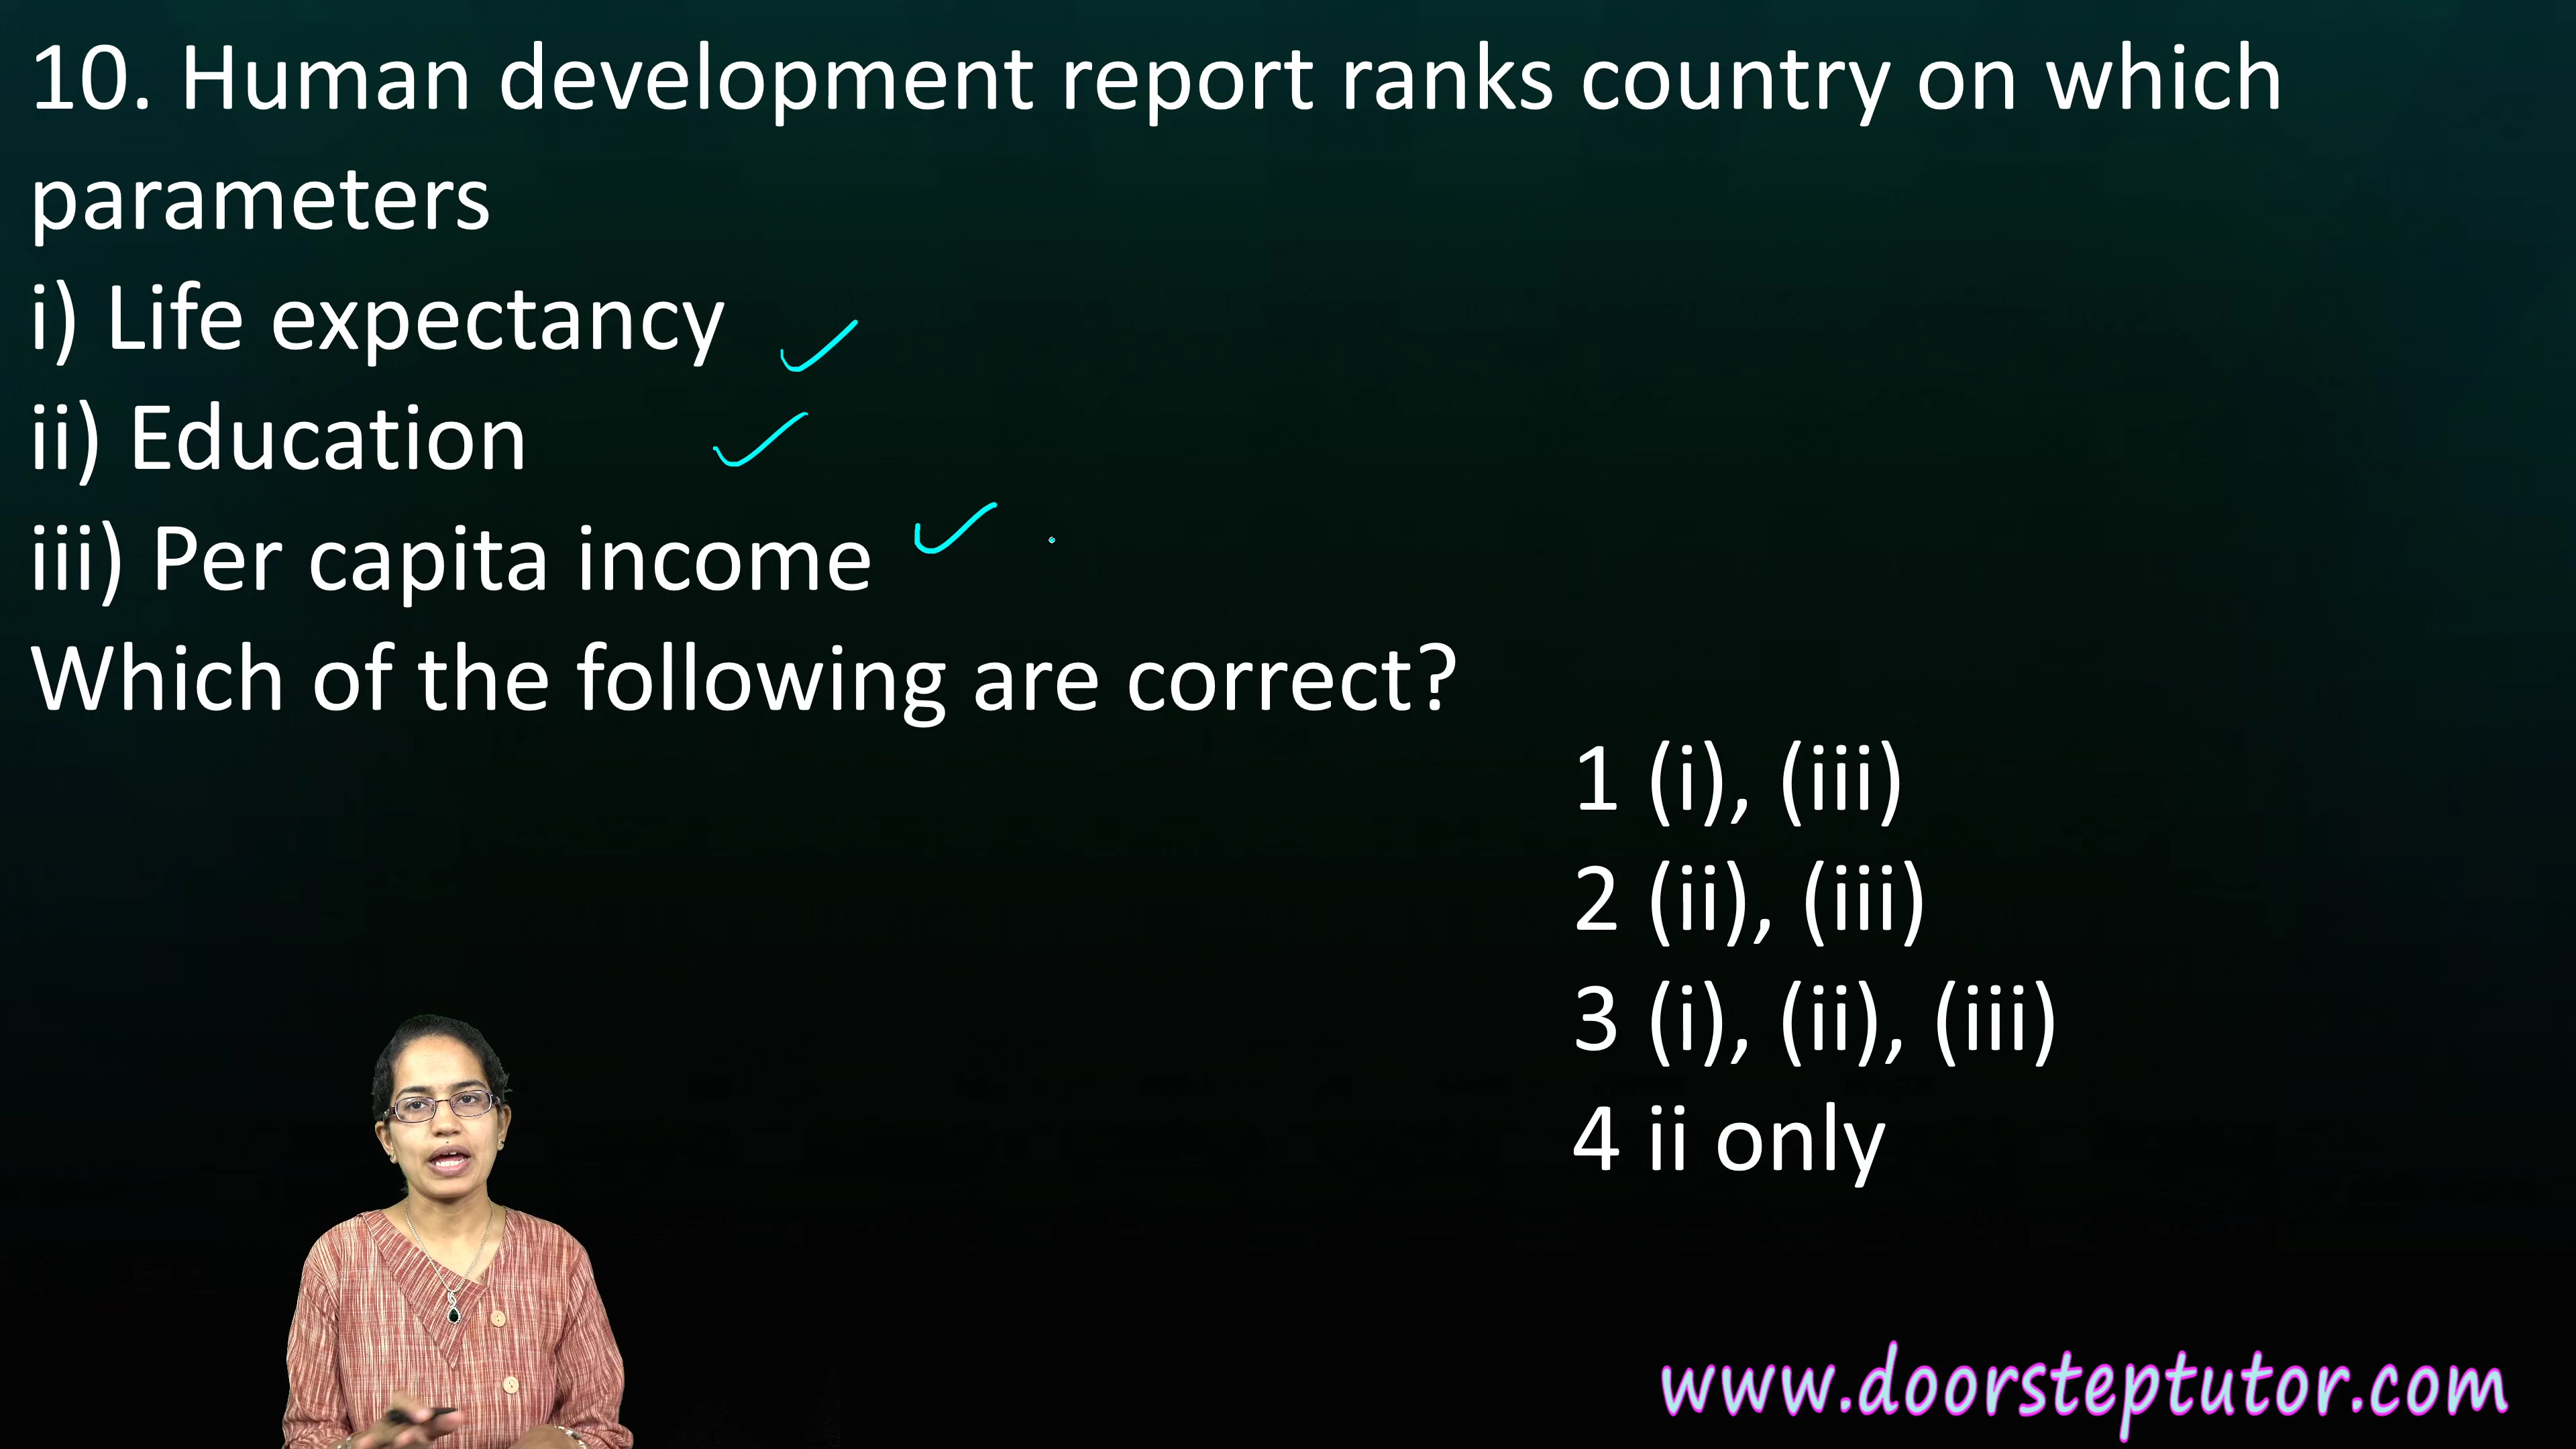 10. Human development report ranks country on which
parameters
i) Life expectancy
ii) Education
iii) Per capita income
Which of the following are correct?
1 (i), (iii)
2 (ii), (iii)
3 (i), (ii), (iii)
4 ii only
www.doorsteptutor.com